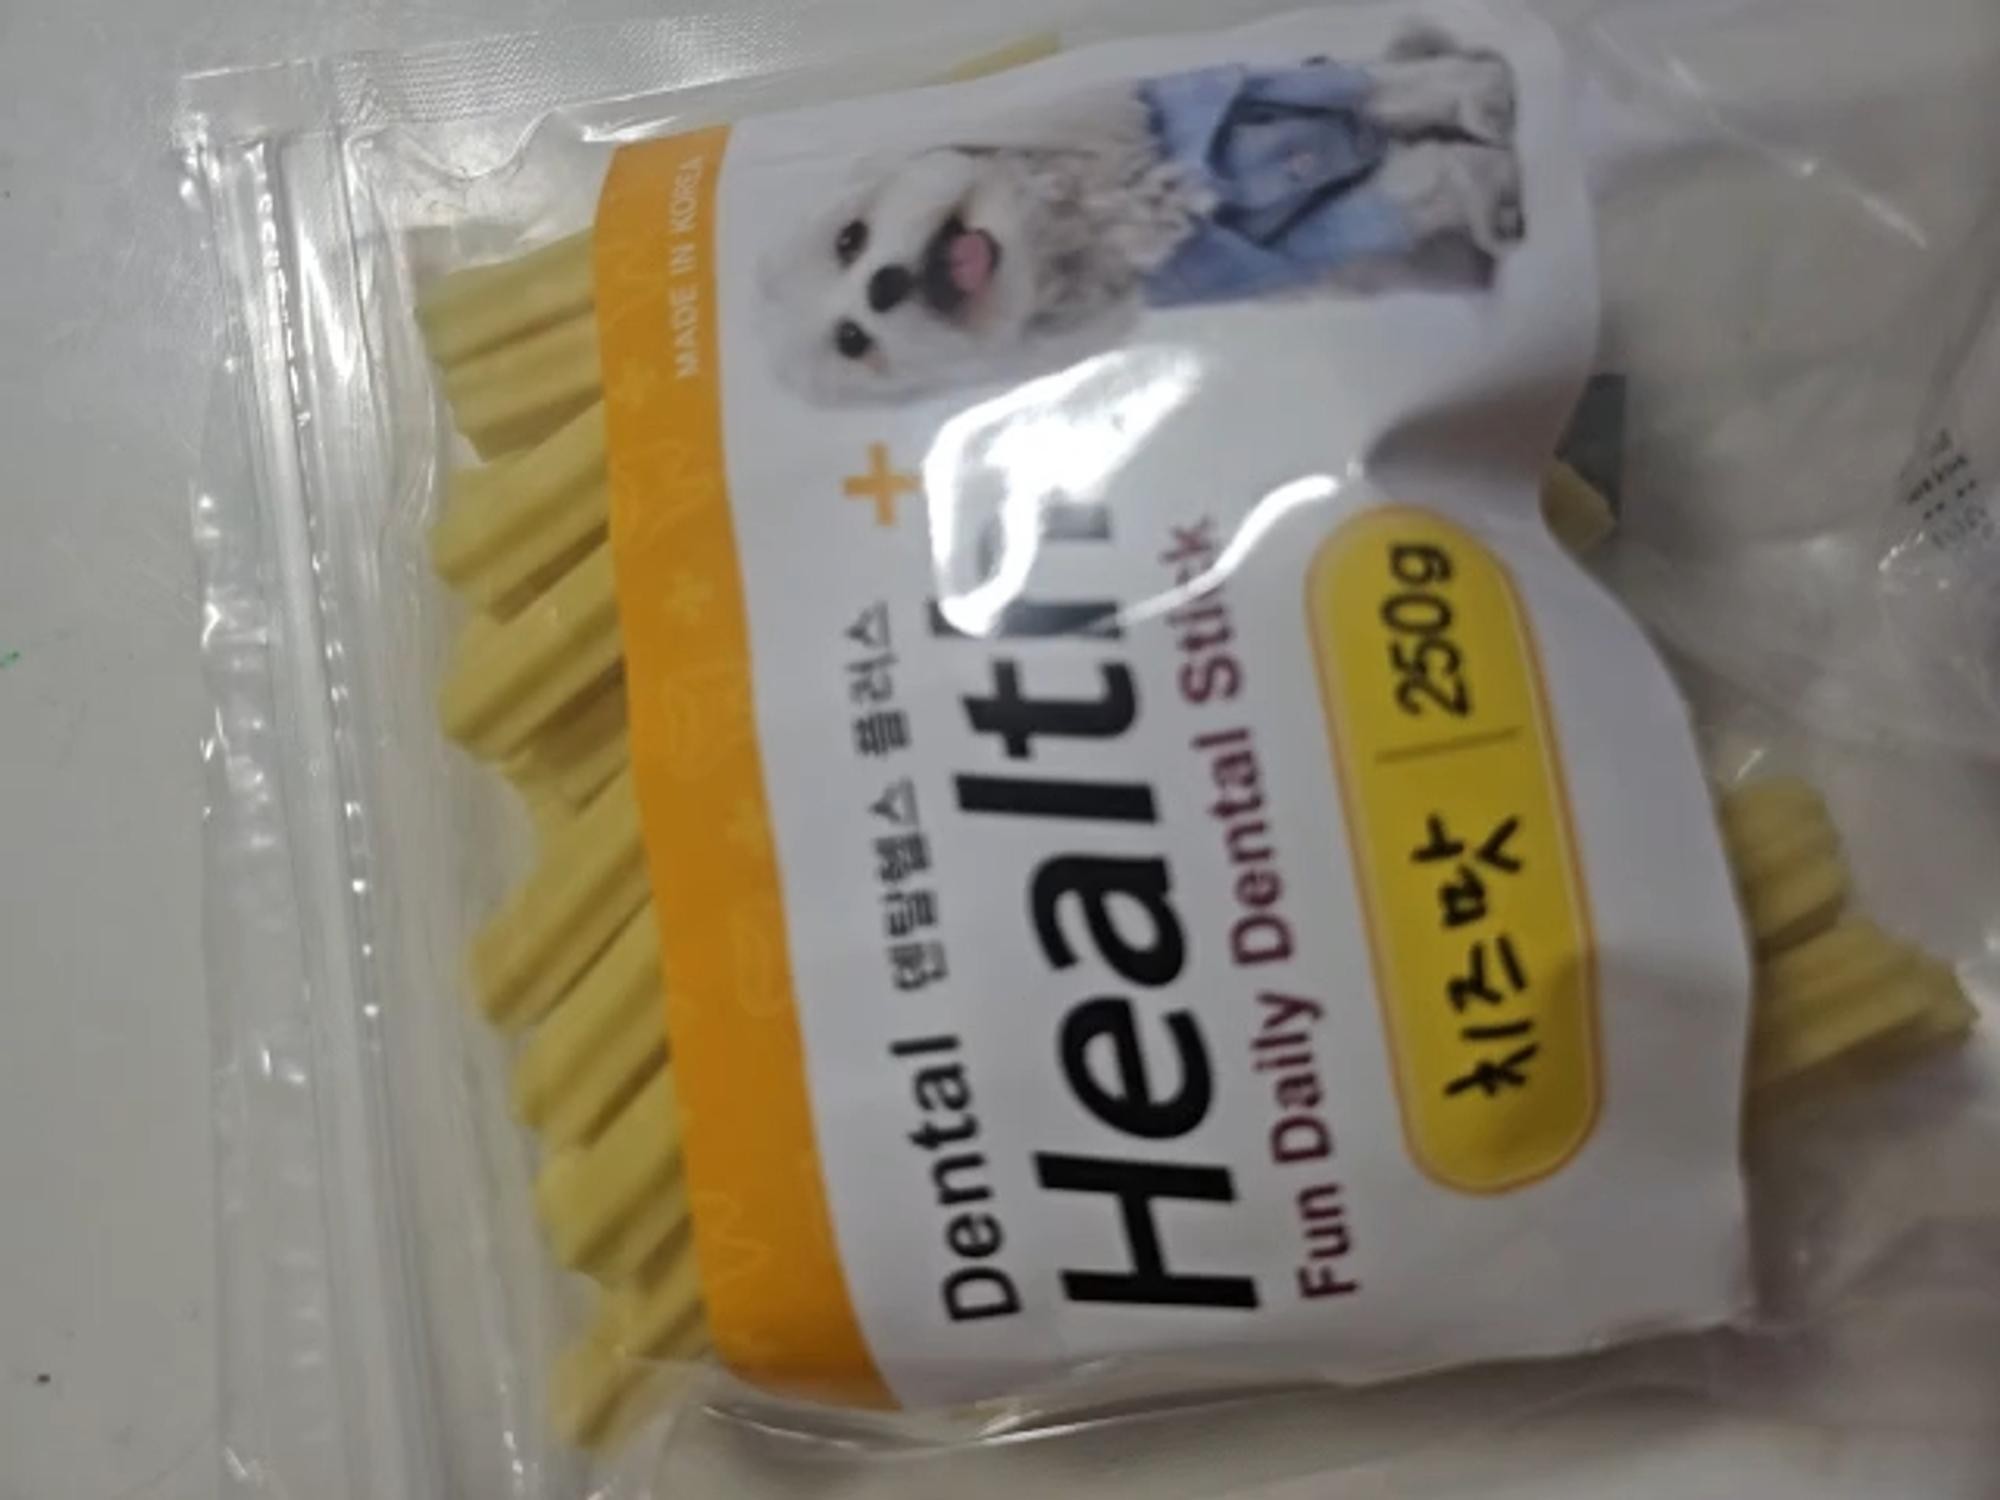 MADE IN KOREA
Dental 덴탈헬스 플러스 +
Health
Fun Daily Dental Stick
치즈맛 | 250g